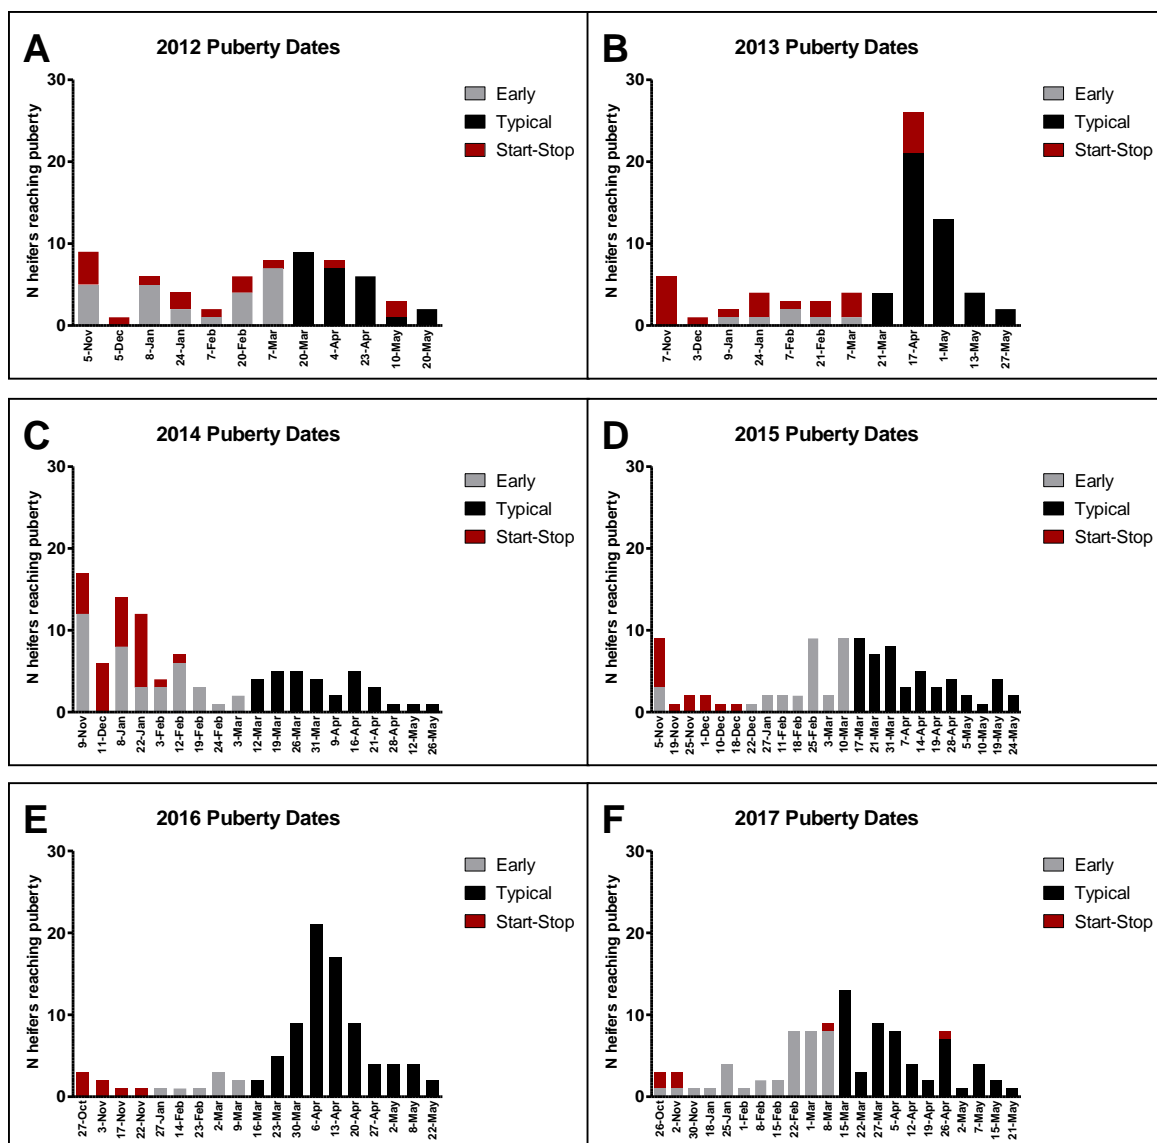 A
2012 Puberty Dates
N heifers reaching puberty
30
20
10
0
5-Nov
5-Dec
8-Jan
24-Jan
7-Feb
20-Feb
7-Mar
20-Mar
4-Apr
23-Apr
10-May
20-May
Early
Typical
Start-Stop
B
2013 Puberty Dates
N heifers reaching puberty
30
20
10
0
7-Nov
3-Dec
9-Jan
24-Jan
7-Feb
21-Feb
7-Mar
21-Mar
17-Apr
1-May
13-May
27-May
Early
Typical
Start-Stop
C
2014 Puberty Dates
N heifers reaching puberty
30
20
10
0
9-Nov
11-Dec
8-Jan
22-Jan
3-Feb
12-Feb
19-Feb
24-Feb
3-Mar
12-Mar
19-Mar
26-Mar
31-Mar
9-Apr
16-Apr
21-Apr
28-Apr
12-May
26-May
Early
Typical
Start-Stop
D
2015 Puberty Dates
N heifers reaching puberty
30
20
10
0
5-Nov
19-Nov
25-Nov
1-Dec
10-Dec
18-Dec
22-Dec
27-Jan
11-Feb
18-Feb
25-Feb
3-Mar
10-Mar
17-Mar
21-Mar
31-Mar
7-Apr
14-Apr
19-Apr
28-Apr
5-May
10-May
19-May
24-May
Early
Typical
Start-Stop
E
2016 Puberty Dates
N heifers reaching puberty
30
20
10
0
27-Oct
3-Nov
17-Nov
22-Nov
27-Jan
14-Feb
23-Feb
2-Mar
9-Mar
16-Mar
23-Mar
30-Mar
6-Apr
13-Apr
20-Apr
27-Apr
2-May
8-May
22-May
Early
Typical
Start-Stop
F
2017 Puberty Dates
N heifers reaching puberty
30
20
10
0
26-Oct
2-Nov
30-Nov
18-Jan
25-Jan
1-Feb
8-Feb
15-Feb
22-Feb
1-Mar
8-Mar
15-Mar
22-Mar
27-Mar
5-Apr
12-Apr
19-Apr
26-Apr
2-May
7-May
15-May
21-May
Early
Typical
Start-Stop